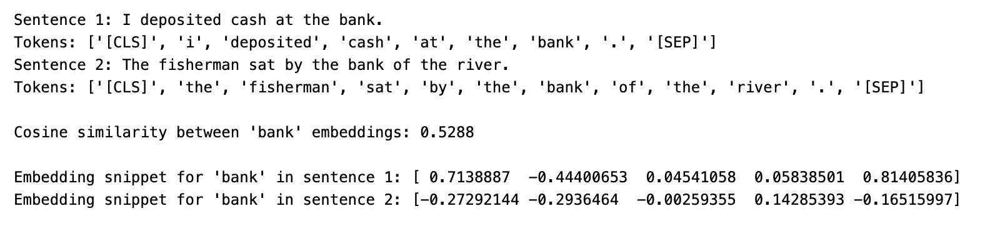 Sentence 1: I deposited cash at the bank.
Tokens: ['[CLS]', 'i', 'deposited', 'cash', 'at', 'the', 'bank', '.', '[SEP]']
Sentence 2: The fisherman sat by the bank of the river.
Tokens: ['[CLS]', 'the', 'fisherman', 'sat', 'by', 'the', 'bank', 'of', 'the', 'river', '.', '[SEP]']
Cosine similarity between 'bank' embeddings: 0.5288
Embedding snippet for 'bank' in sentence 1: [ 0.7138887  -0.44400653  0.04541058  0.05838501  0.81405836]
Embedding snippet for 'bank' in sentence 2: [-0.27292144 -0.2936464  -0.00259355  0.14285393 -0.16515997]